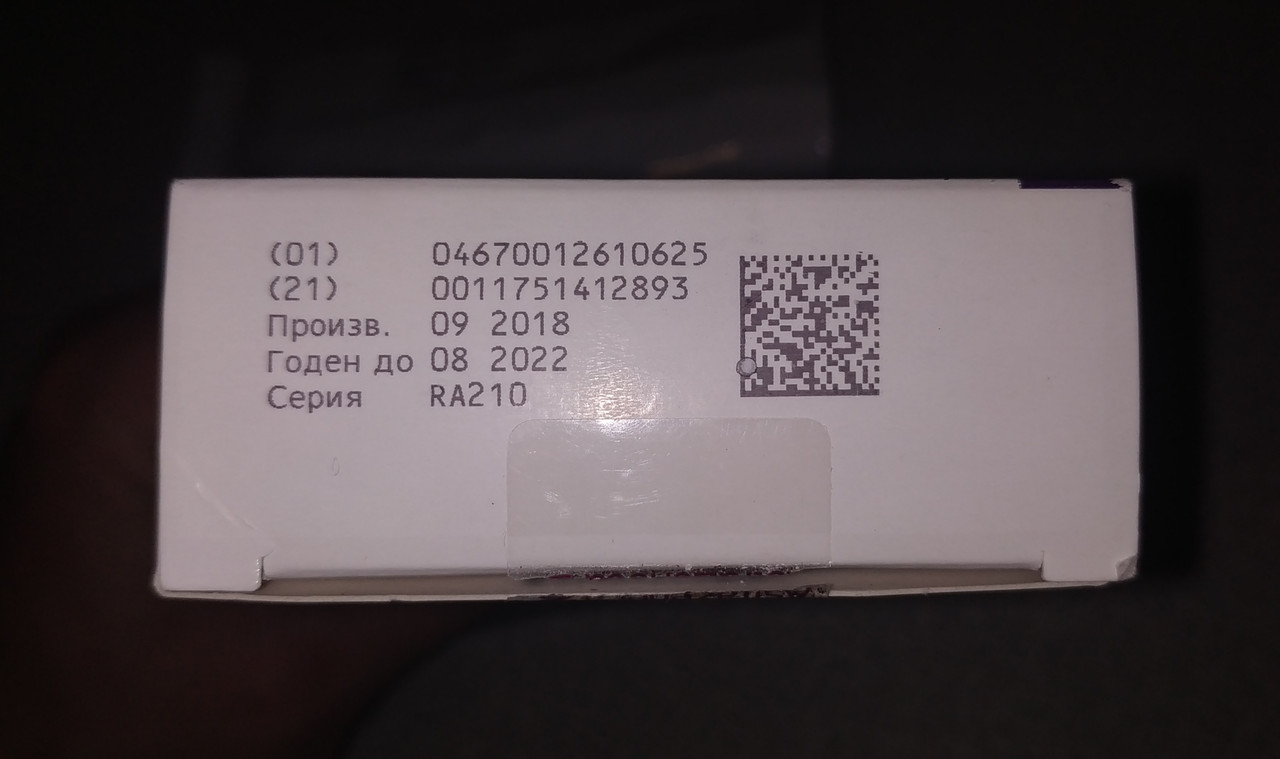 (01) 04670012610625
(21) 0011751412893
Произв. 09 2018
Годен до 08 2022
Серия RA210